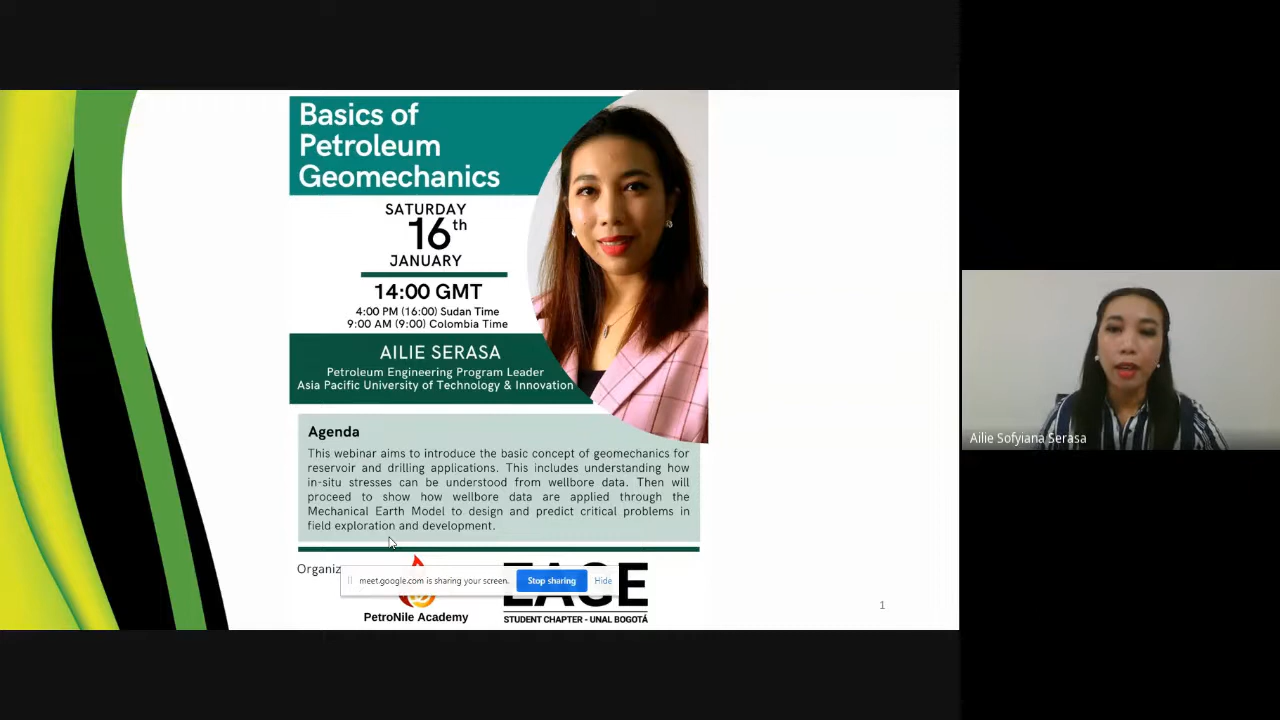 Basics of
Petroleum
Geomechanics
SATURDAY
16th
JANUARY
14:00 GMT
4:00 PM (16:00) Sudan Time
9:00 AM (9:00) Colombia Time
AILIE SERASA
Petroleum Engineering Program Leader
Asia Pacific University of Technology & Innovation
Agenda
This webinar aims to introduce the basic concept of geomechanics for
reservoir and drilling applications. This includes understanding how
in-situ stresses can be understood from wellbore data. Then will
proceed to show how wellbore data are applied through the
Mechanical Earth Model to design and predict critical problems in
field exploration and development.
Organiz
meet.google.com is sharing your screen.
Stop sharing
Hide
PetroNile Academy
EAGE
STUDENT CHAPTER - UNAL BOGOTÁ
1
Ailie Sofyiana Serasa